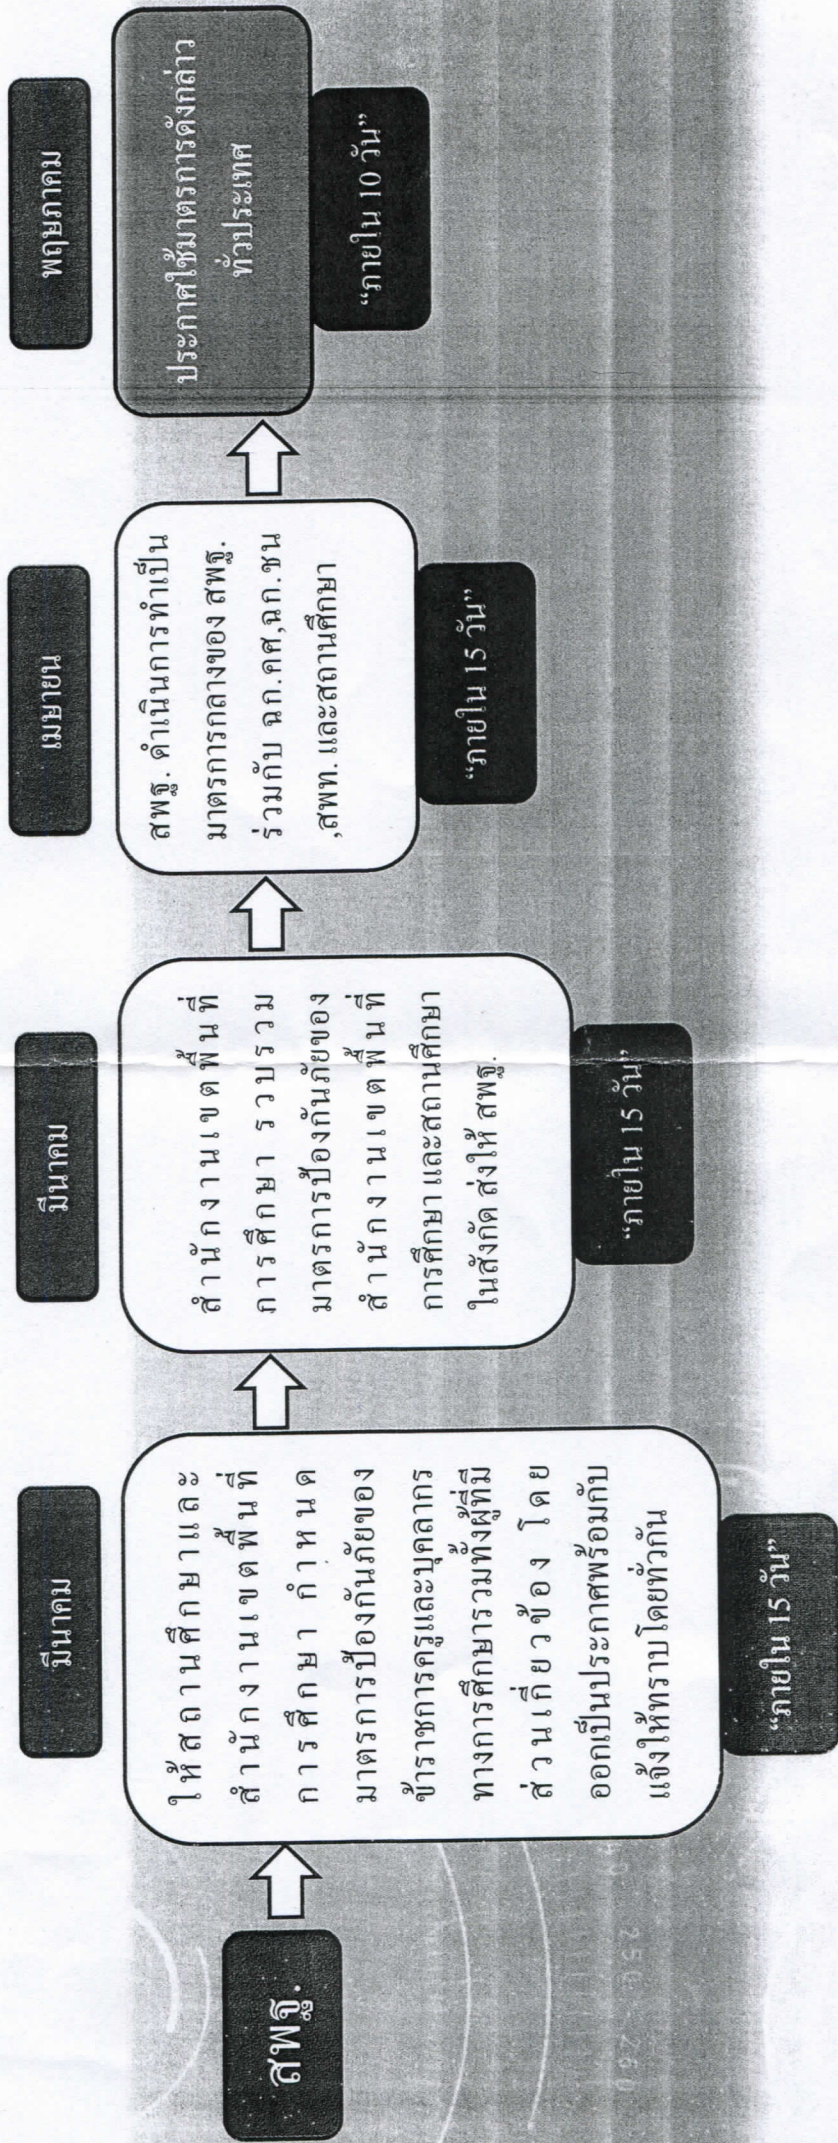 สพฐ.
มีนาคม
ให้สถานศึกษาและ
สำนักงานเขตพื้นที่
การศึกษา กำหนด
มาตรการป้องกันภัยของ
ข้าราชการครูและบุคลากร
ทางการศึกษารวมทั้งผู้ที่มี
ส่วนเกี่ยวข้อง โดย
ออกเป็นประกาศพร้อมกับ
แจ้งให้ทราบโดยทั่วกัน
“ภายใน 15 วัน”
มีนาคม
สำนักงานเขตพื้นที่
การศึกษา รวบรวม
มาตรการป้องกันภัยของ
สำนักงานเขตพื้นที่
การศึกษา และสถานศึกษา
ในสังกัด ส่งให้ สพฐ.
“ภายใน 15 วัน”
เมษายน
สพฐ. ดำเนินการทำเป็น
มาตรการกลางของ สพฐ.
ร่วมกับ ฉก.กศ,ฉก.ชน
,สพท. และสถานศึกษา
“ภายใน 15 วัน”
พฤษภาคม
ประกาศใช้มาตรการดังกล่าว
ทั่วประเทศ
“ภายใน 10 วัน”